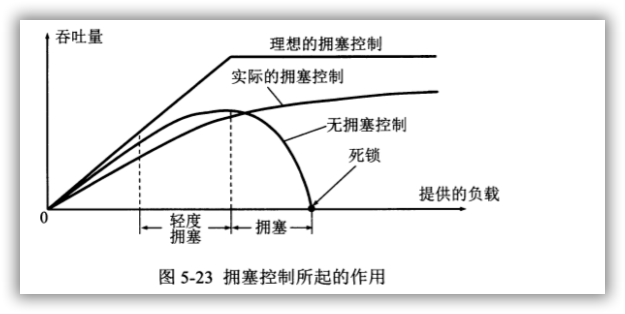 吞吐量
理想的拥塞控制
实际的拥塞控制
无拥塞控制
死锁
提供的负载
0
轻度
拥塞
拥塞
图 5-23 拥塞控制所起的作用